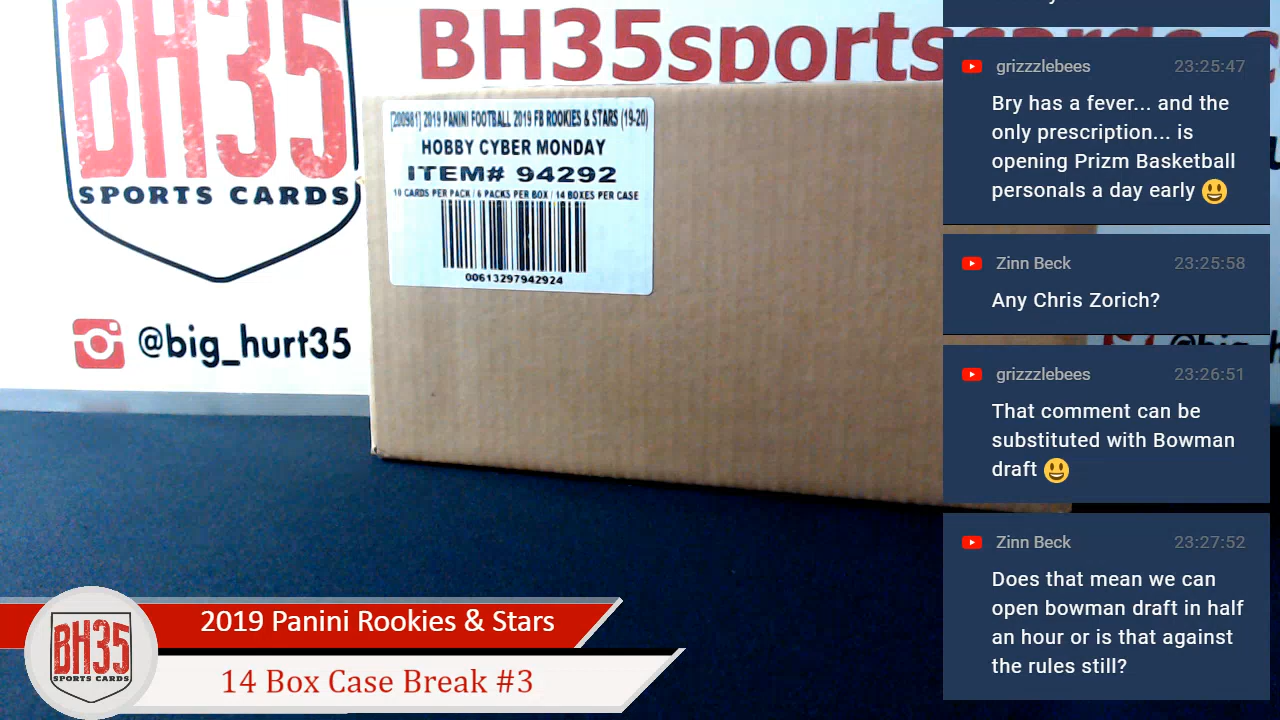 BH35
SPORTS CARDS
@big_hurt35
BH35sportscards.c
[200981] 2019 PANINI FOOTBALL 2019 FB ROOKIES & STARS (19-20)
HOBBY CYBER MONDAY
ITEM# 94292
10 CARDS PER PACK / 6 PACKS PER BOX / 14 BOXES PER CASE
00613297942924
grizzzlebees 23:25:47
Bry has a fever... and the
only prescription... is
opening Prizm Basketball
personals a day early 😃
Zinn Beck 23:25:58
Any Chris Zorich?
grizzzlebees 23:26:51
That comment can be
substituted with Bowman
draft 😃
Zinn Beck 23:27:52
Does that mean we can
open bowman draft in half
an hour or is that against
the rules still?
BH35
SPORTS CARDS
2019 Panini Rookies & Stars
14 Box Case Break #3